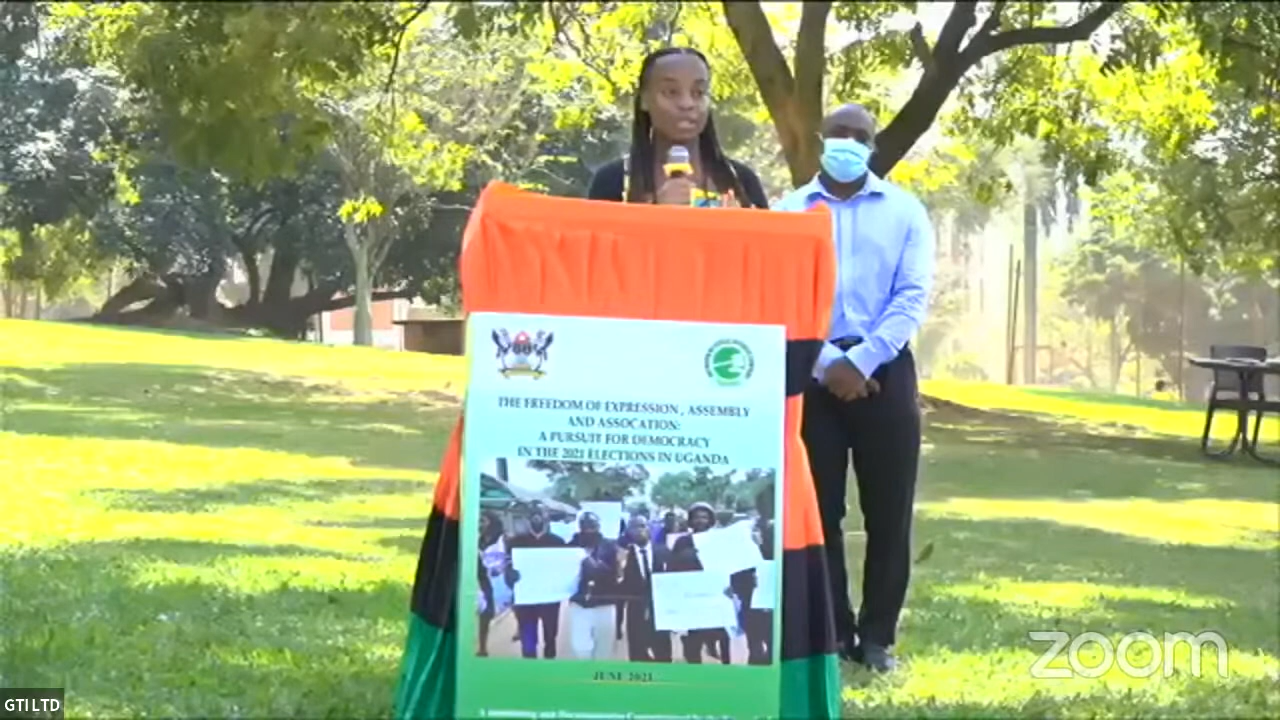 THE FREEDOM OF EXPRESSION, ASSEMBLY
AND ASSOCATION:
A PURSUIT FOR DEMOCRACY
IN THE 2021 ELECTIONS IN UGANDA
JUNE 2021
zoom
GTI LTD